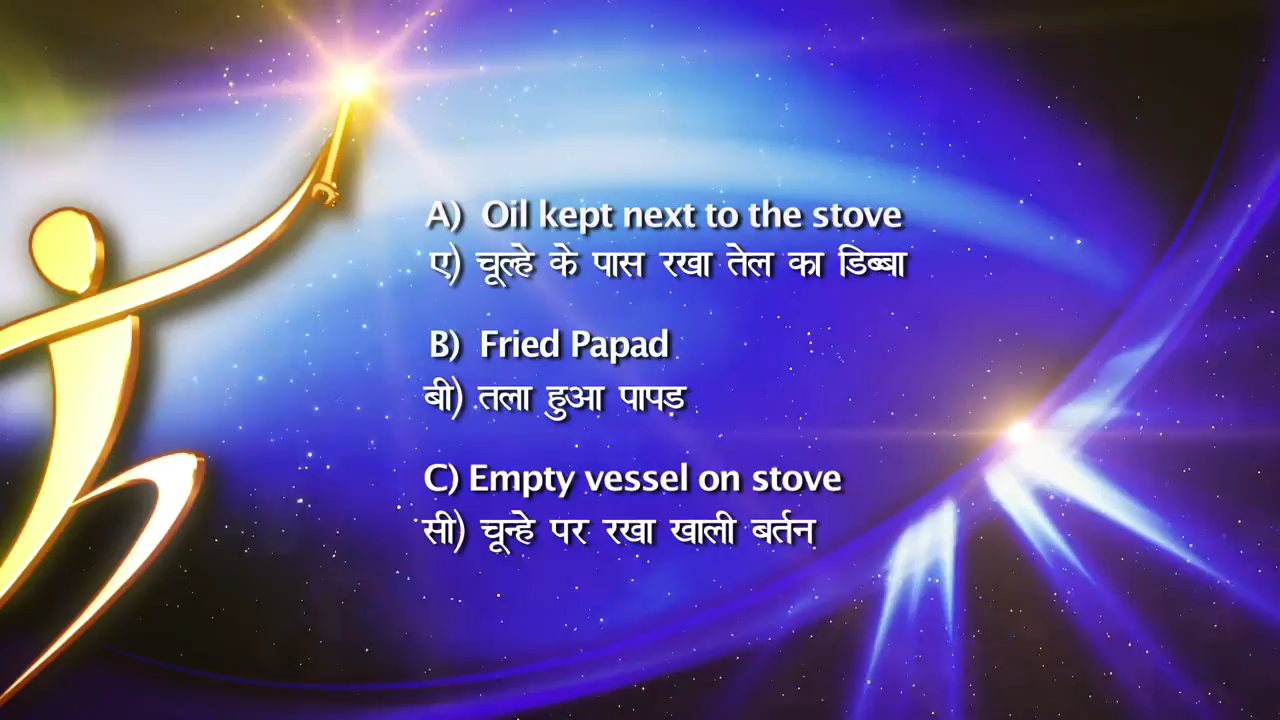 A) Oil kept next to the stove
ए) चूल्हे के पास रखा तेल का डिब्बा
B) Fried Papad
बी) तला हुआ पापड
C) Empty vessel on stove
सी) चून्हे पर रखा खाली बर्तन